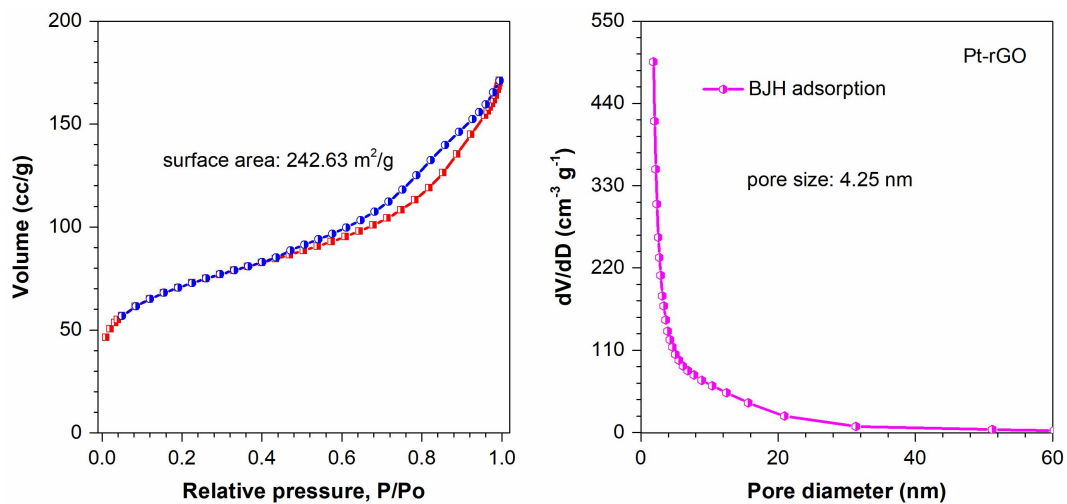 200
150
100
50
0
Volume (cc/g)
surface area: 242.63 m²/g
0.0 0.2 0.4 0.6 0.8 1.0
Relative pressure, P/Po
550
440
330
220
110
0
dV/dD (cm⁻³ g⁻¹)
Pt-rGO
BJH adsorption
pore size: 4.25 nm
0 20 40 60
Pore diameter (nm)